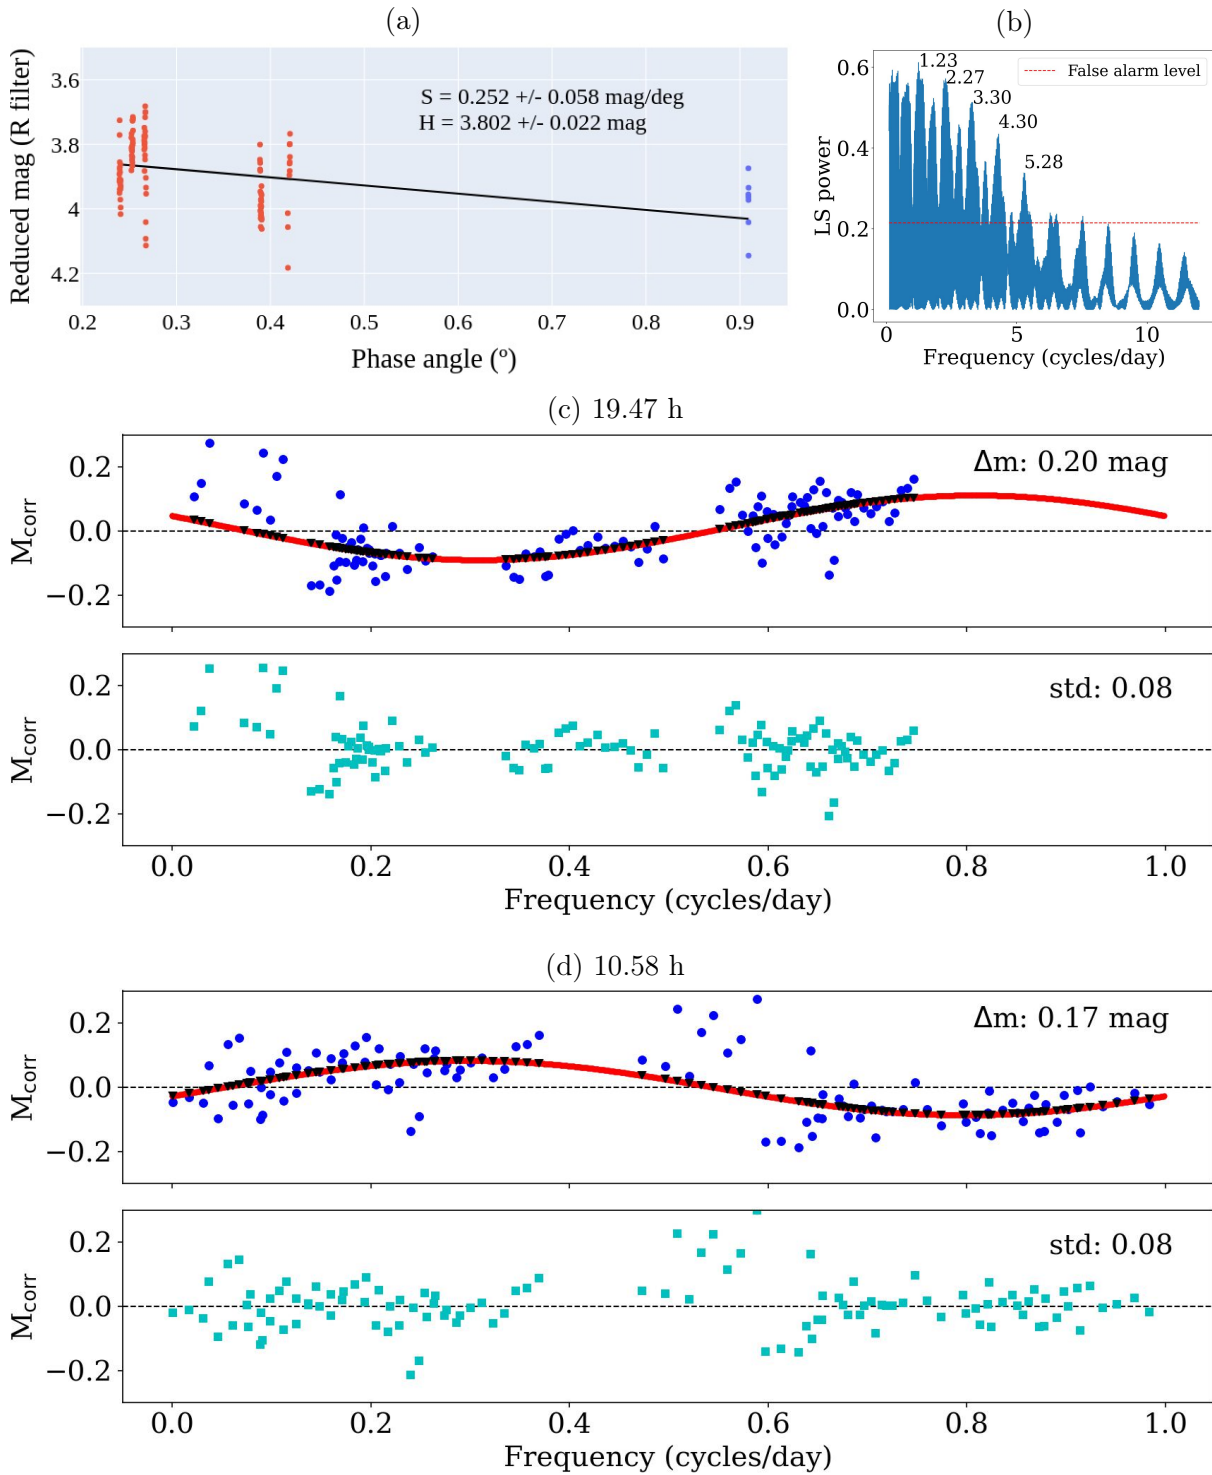 (a)
Reduced mag (R filter)
3.6
3.8
4
4.2
S = 0.252 +/- 0.058 mag/deg
H = 3.802 +/- 0.022 mag
0.2 0.3 0.4 0.5 0.6 0.7 0.8 0.9
Phase angle (º)
(b)
LS power
0.6
0.4
0.2
0.0
1.23
2.27
3.30
4.30
5.28
False alarm level
0 5 10
Frequency (cycles/day)
(c) 19.47 h
M_corr
0.2
0.0
−0.2
Δm: 0.20 mag
M_corr
0.2
0.0
−0.2
std: 0.08
0.0 0.2 0.4 0.6 0.8 1.0
Frequency (cycles/day)
(d) 10.58 h
M_corr
0.2
0.0
−0.2
Δm: 0.17 mag
M_corr
0.2
0.0
−0.2
std: 0.08
0.0 0.2 0.4 0.6 0.8 1.0
Frequency (cycles/day)